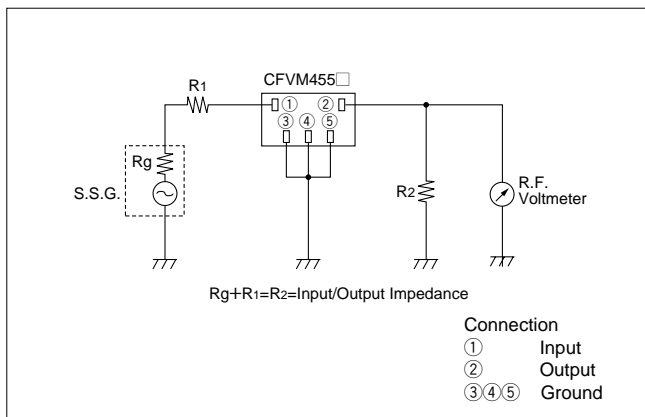 CFVM455□
R1
① ②
③ ④ ⑤
Rg
S.S.G.
R2
R.F.
Voltmeter
Rg+R1=R2=Input/Output Impedance
Connection
① Input
② Output
③④⑤ Ground